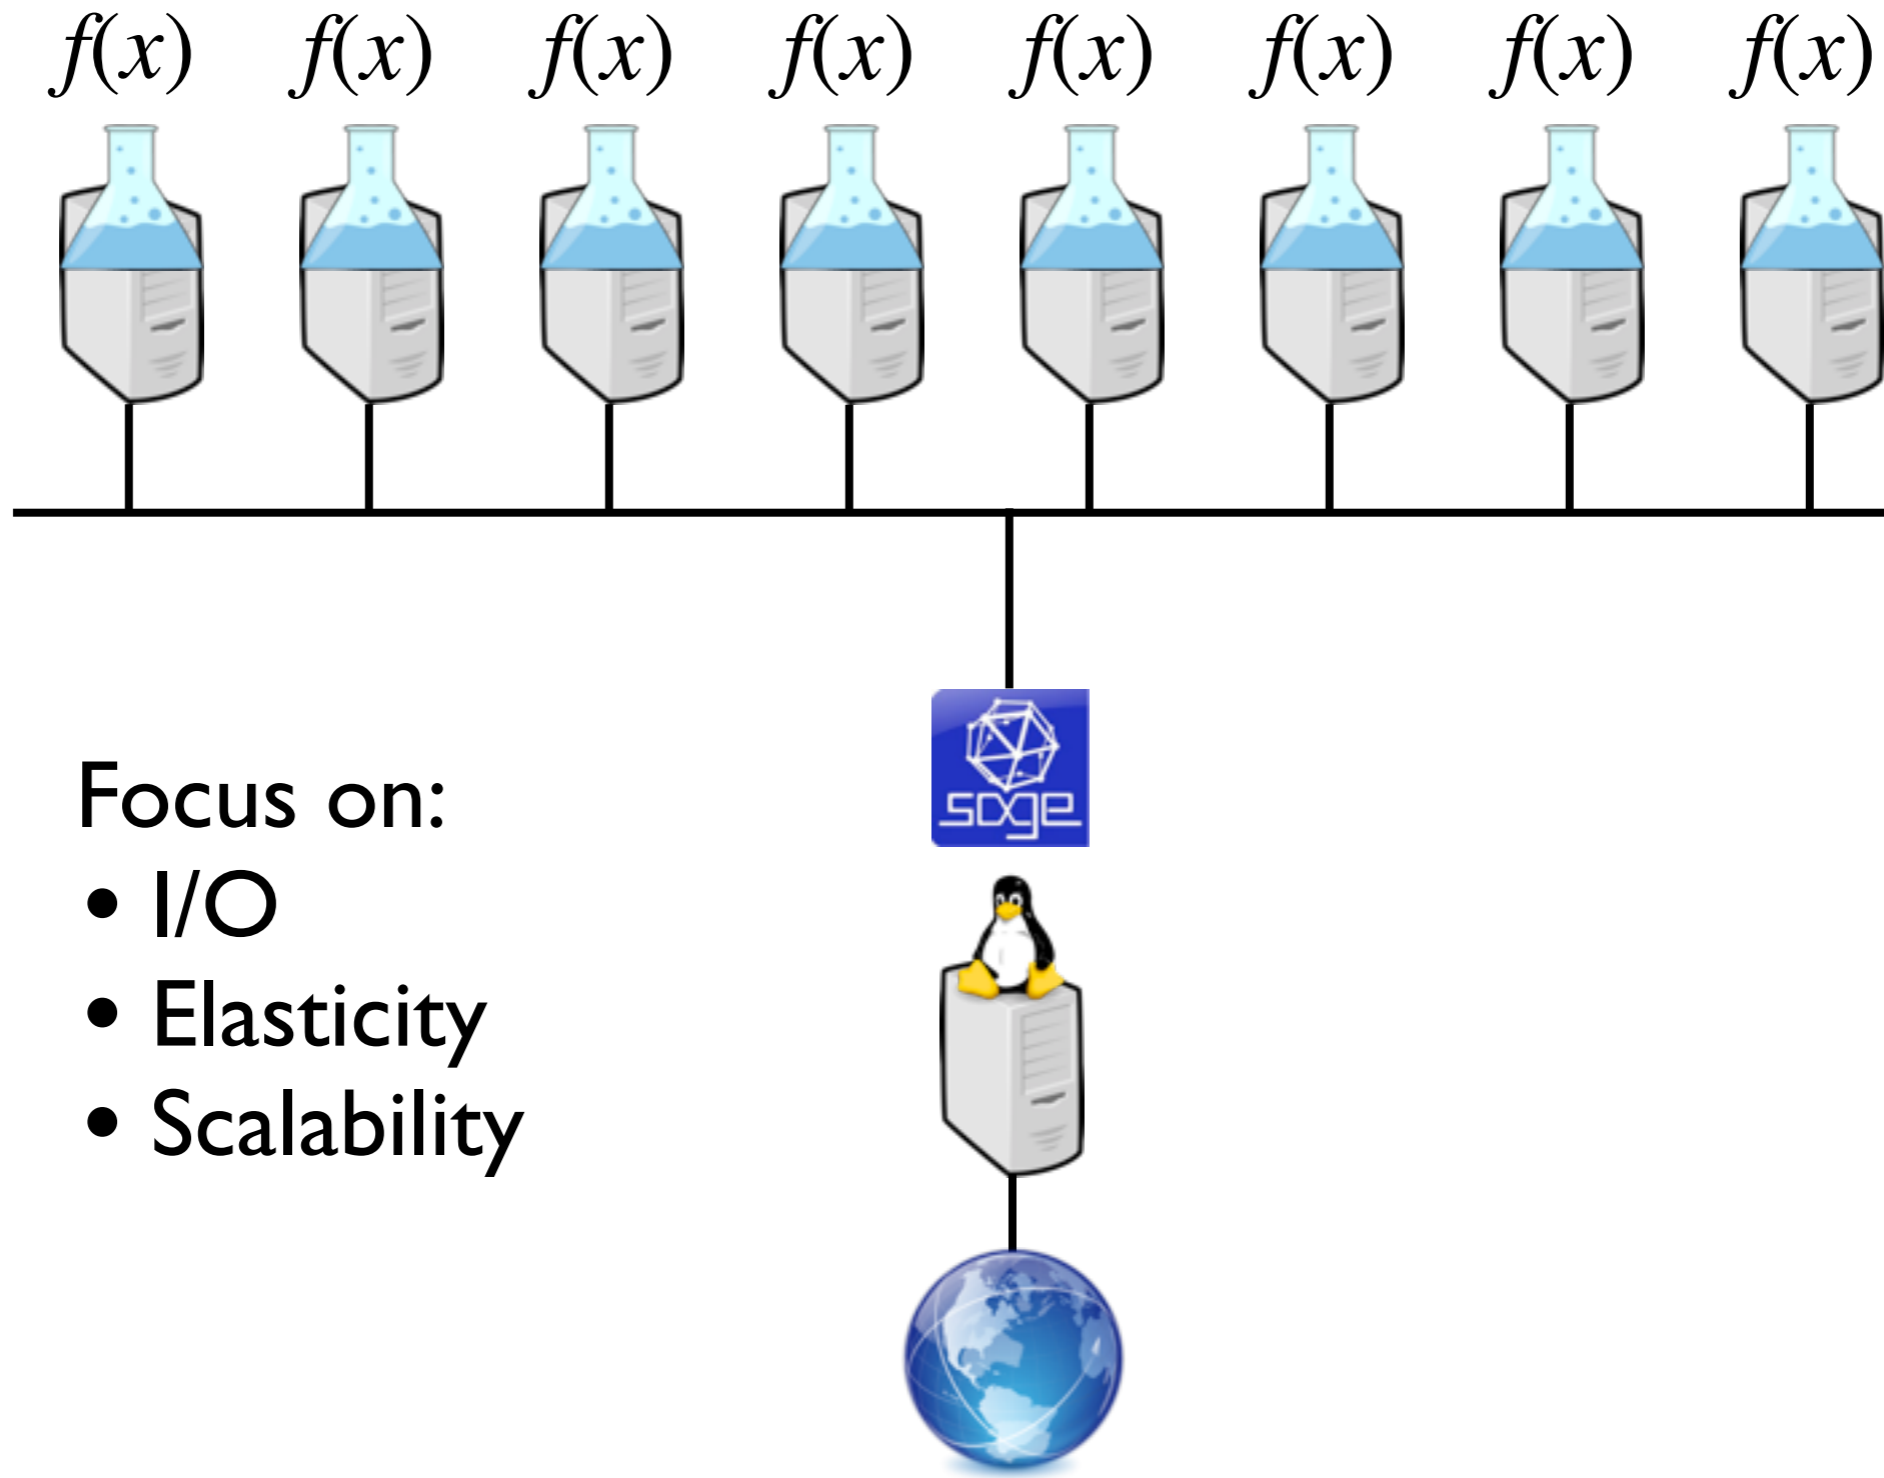 f(x) f(x) f(x) f(x) f(x) f(x) f(x) f(x)
sage
Focus on:
• I/O
• Elasticity
• Scalability